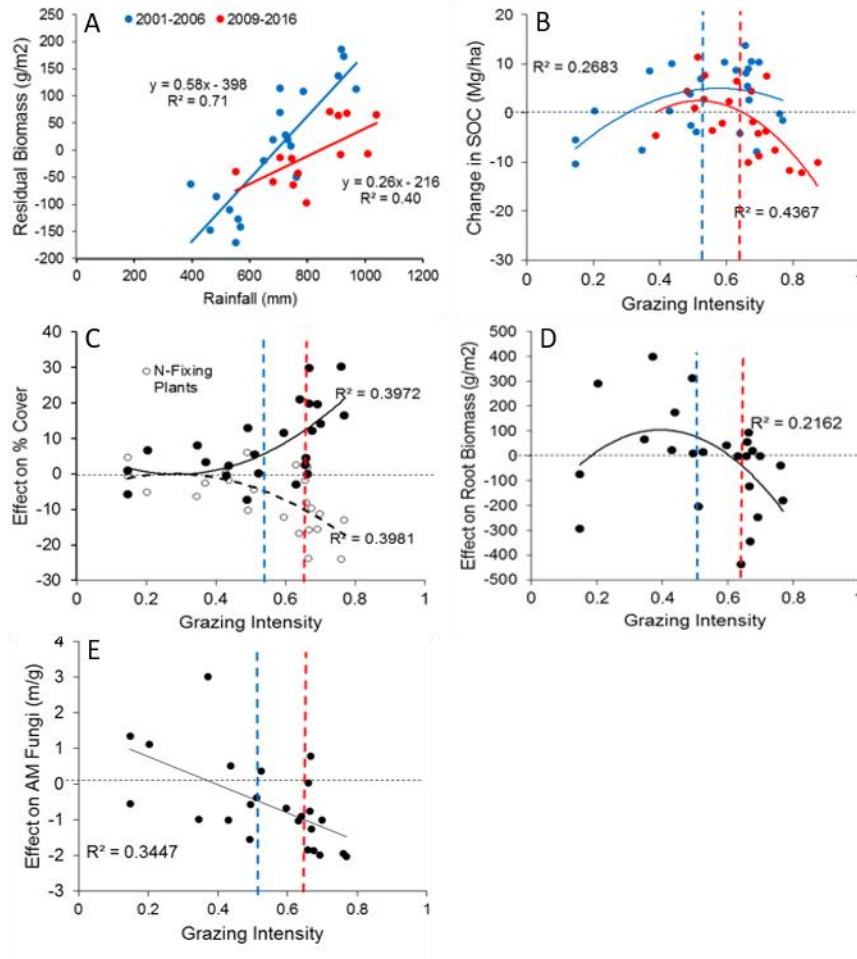 A
2001-2006 2009-2016
y = 0.58x - 398
R² = 0.71
y = 0.26x - 216
R² = 0.40
Residual Biomass (g/m2)
200
150
100
50
0
-50
-100
-150
-200
0 200 400 600 800 1000 1200
Rainfall (mm)
B
R² = 0.2683
R² = 0.4367
Change in SOC (Mg/ha)
20
10
0
-10
-20
-30
0 0.2 0.4 0.6 0.8 1
Grazing Intensity
C
N-Fixing
Plants
R² = 0.3972
R² = 0.3981
Effect on % Cover
40
30
20
10
0
-10
-20
-30
0 0.2 0.4 0.6 0.8 1
Grazing Intensity
D
R² = 0.2162
Effect on Root Biomass (g/m2)
500
400
300
200
100
0
-100
-200
-300
-400
-500
0 0.2 0.4 0.6 0.8 1
Grazing Intensity
E
R² = 0.3447
Effect on AM Fungi (m/g)
4
3
2
1
0
-1
-2
-3
0 0.2 0.4 0.6 0.8 1
Grazing Intensity